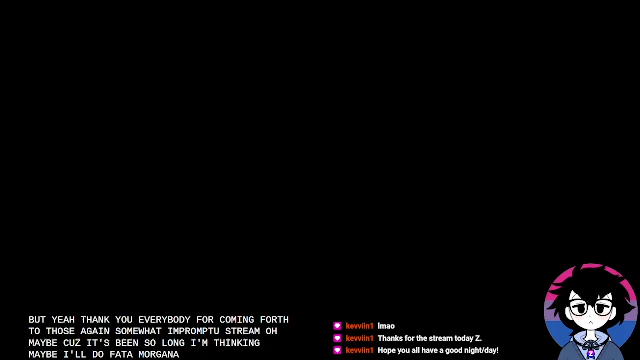 BUT YEAH THANK YOU EVERYBODY FOR COMING FORTH
TO THOSE AGAIN SOMEWHAT IMPROMPTU STREAM OH
MAYBE CUZ IT'S BEEN SO LONG I'M THINKING
MAYBE I'LL DO FATA MORGANA
kevviin1 lmao
kevviin1 Thanks for the stream today Z.
kevviin1 Hope you all have a good night/day!
Z